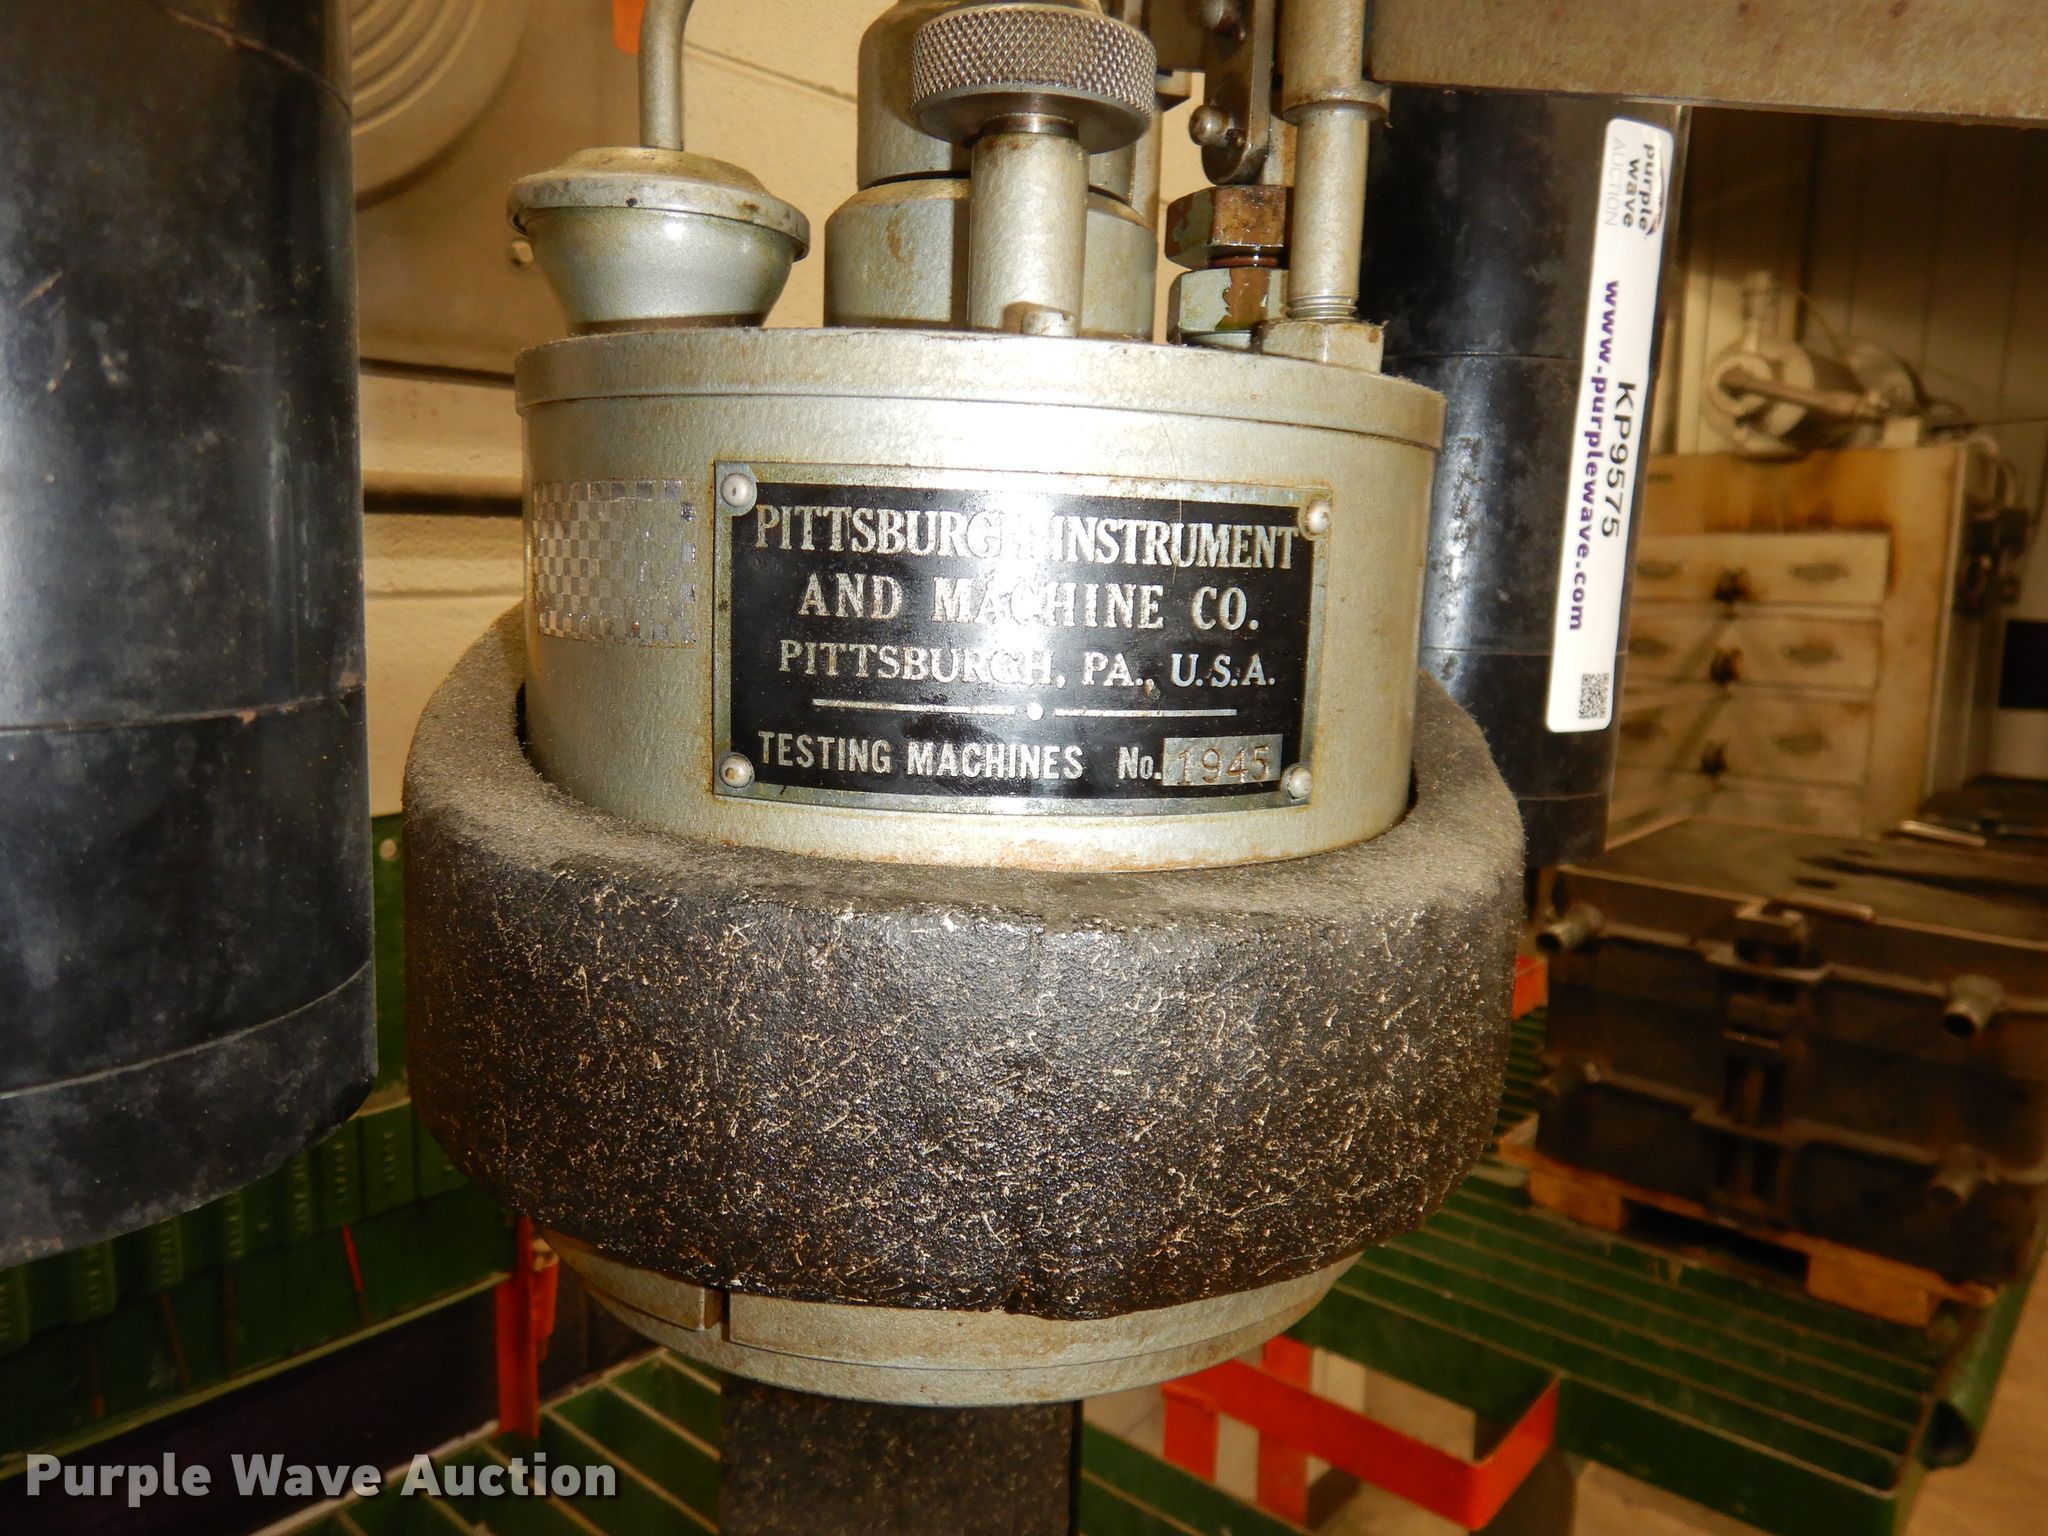 PITTSBURGH INSTRUMENT
AND MACHINE CO.
PITTSBURGH, PA., U.S.A.
TESTING MACHINES No. 1945
purple
wave
AUCTION
KP9575
www.purplewave.com
Purple Wave Auction